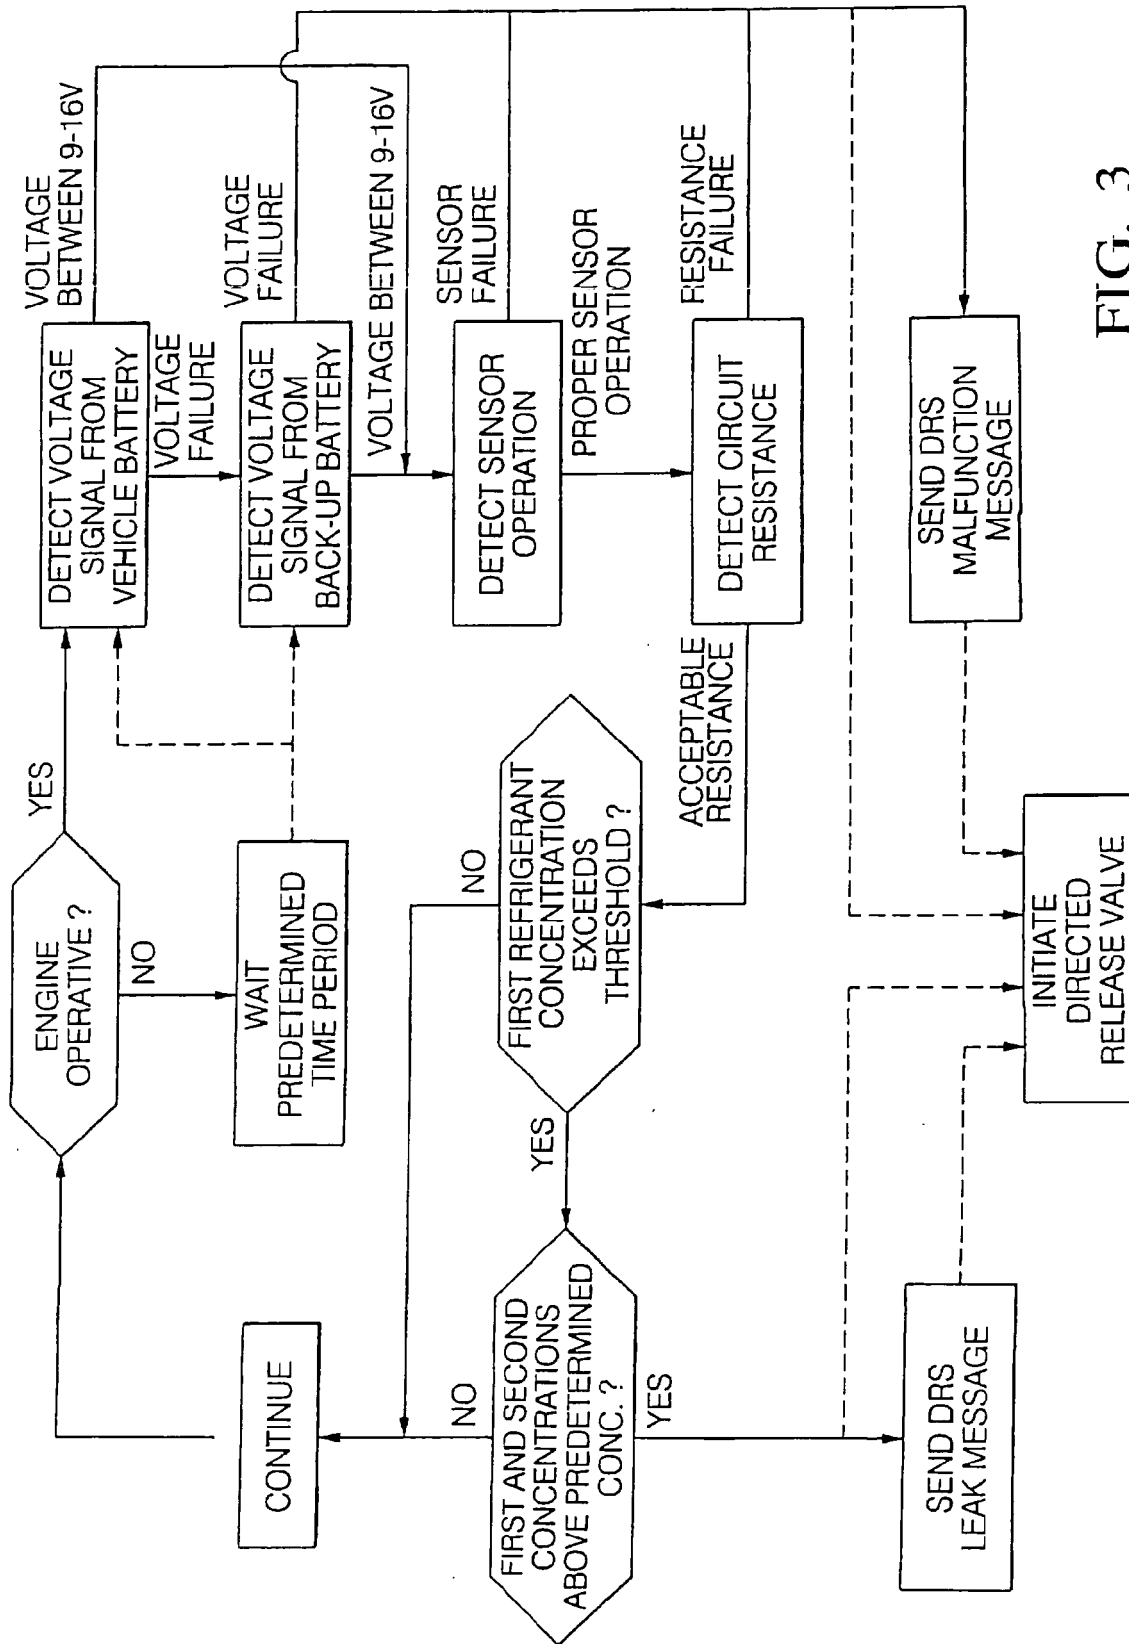 ENGINE
OPERATIVE ?
YES
NO
WAIT
PREDETERMINED
TIME PERIOD
DETECT VOLTAGE
SIGNAL FROM
VEHICLE BATTERY
VOLTAGE
BETWEEN 9-16V
VOLTAGE
FAILURE
DETECT VOLTAGE
SIGNAL FROM
BACK-UP BATTERY
VOLTAGE
FAILURE
VOLTAGE BETWEEN 9-16V
DETECT SENSOR
OPERATION
SENSOR
FAILURE
PROPER SENSOR
OPERATION
DETECT CIRCUIT
RESISTANCE
RESISTANCE
FAILURE
ACCEPTABLE
RESISTANCE
FIRST REFRIGERANT
CONCENTRATION
EXCEEDS
THRESHOLD ?
NO
YES
FIRST AND SECOND
CONCENTRATIONS
ABOVE PREDETERMINED
CONC. ?
NO
YES
CONTINUE
SEND DRS
LEAK MESSAGE
INITIATE
DIRECTED
RELEASE VALVE
SEND DRS
MALFUNCTION
MESSAGE
FIG. 3